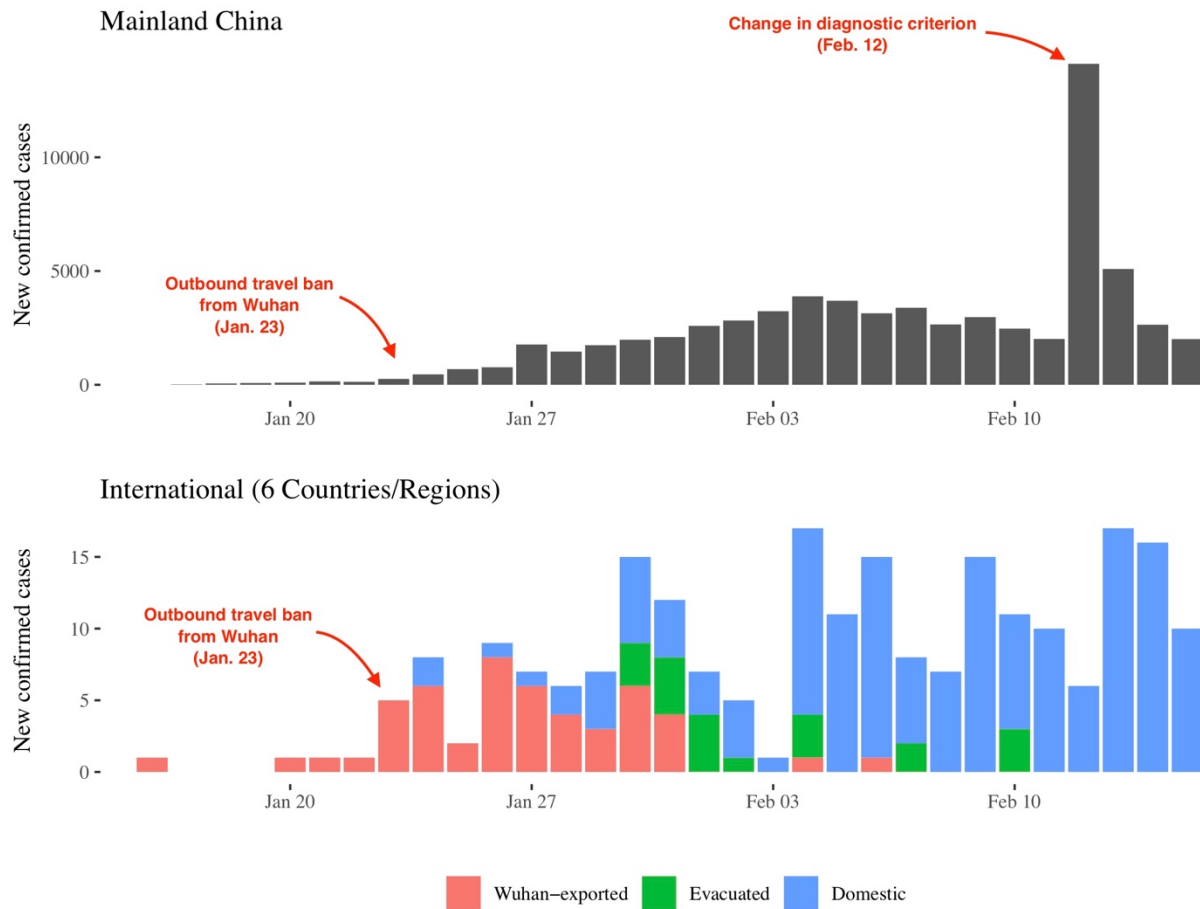 Mainland China
Change in diagnostic criterion
(Feb. 12)
New confirmed cases
10000
5000
0
Outbound travel ban
from Wuhan
(Jan. 23)
Jan 20
Jan 27
Feb 03
Feb 10
International (6 Countries/Regions)
New confirmed cases
15
10
5
0
Outbound travel ban
from Wuhan
(Jan. 23)
Jan 20
Jan 27
Feb 03
Feb 10
Wuhan−exported
Evacuated
Domestic